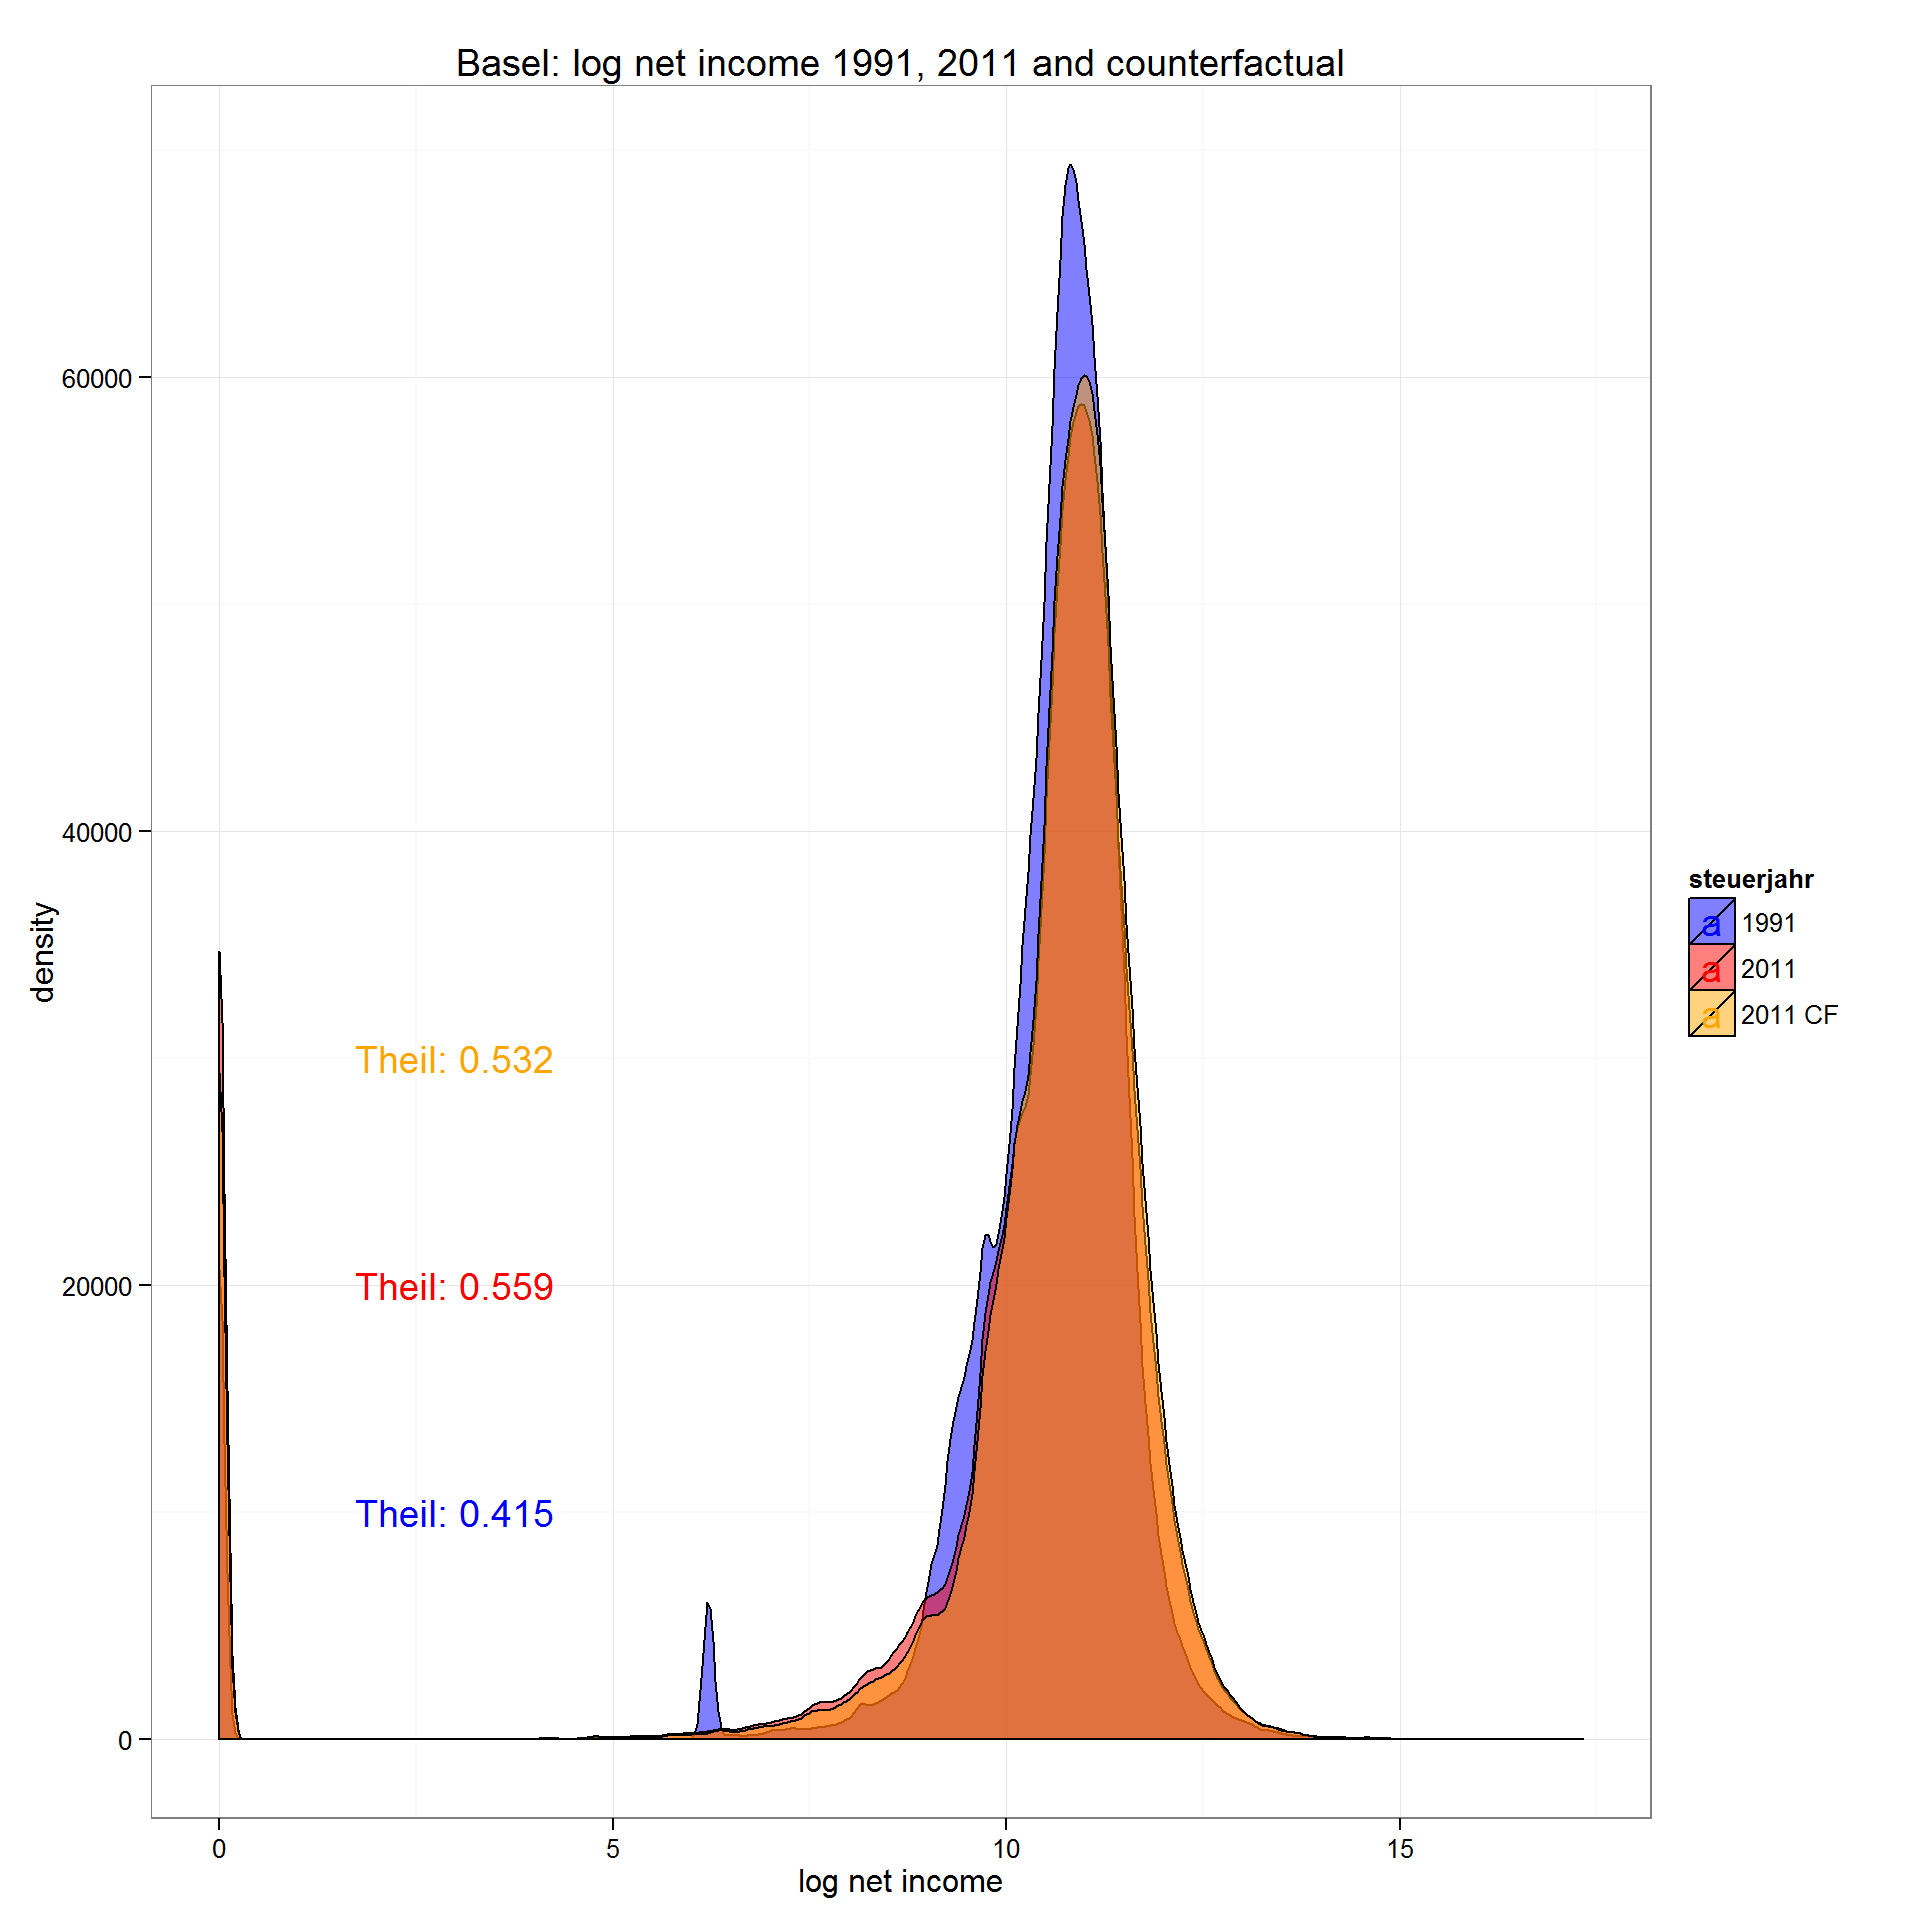 Basel: log net income 1991, 2011 and counterfactual
density
60000
40000
20000
0
Theil: 0.532
Theil: 0.559
Theil: 0.415
0
5
10
15
log net income
steuerjahr
a 1991
a 2011
a 2011 CF